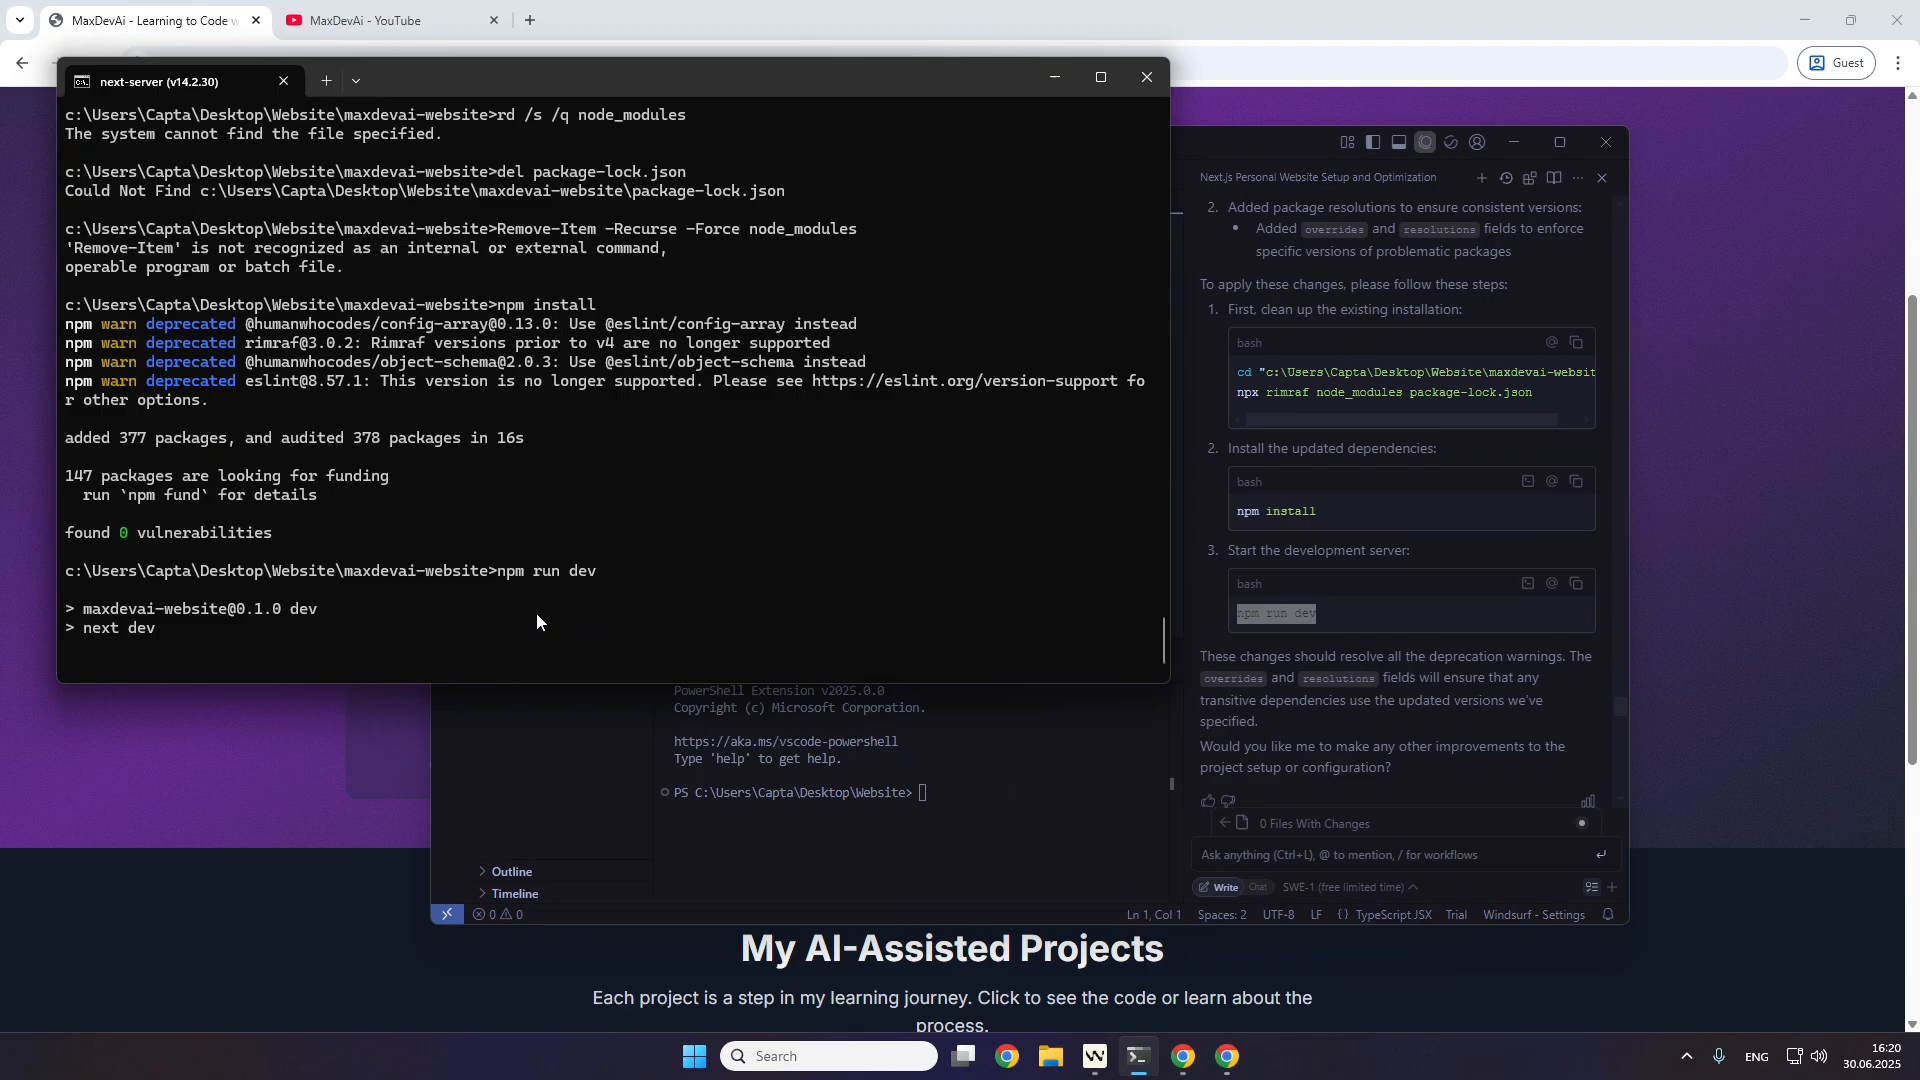 MaxDevAi - Learning to Code w
MaxDevAi - YouTube
Guest
next-server (v14.2.30)
c:\Users\Capta\Desktop\Website\maxdevai-website>rd /s /q node_modules
The system cannot find the file specified.
c:\Users\Capta\Desktop\Website\maxdevai-website>del package-lock.json
Could Not Find c:\Users\Capta\Desktop\Website\maxdevai-website\package-lock.json
c:\Users\Capta\Desktop\Website\maxdevai-website>Remove-Item -Recurse -Force node_modules
'Remove-Item' is not recognized as an internal or external command,
operable program or batch file.
c:\Users\Capta\Desktop\Website\maxdevai-website>npm install
npm warn deprecated @humanwhocodes/config-array@0.13.0: Use @eslint/config-array instead
npm warn deprecated rimraf@3.0.2: Rimraf versions prior to v4 are no longer supported
npm warn deprecated @humanwhocodes/object-schema@2.0.3: Use @eslint/object-schema instead
npm warn deprecated eslint@8.57.1: This version is no longer supported. Please see https://eslint.org/version-support fo
r other options.
added 377 packages, and audited 378 packages in 16s
147 packages are looking for funding
run `npm fund` for details
found 0 vulnerabilities
c:\Users\Capta\Desktop\Website\maxdevai-website>npm run dev
> maxdevai-website@0.1.0 dev
> next dev
Next.js Personal Website Setup and Optimization
2. Added package resolutions to ensure consistent versions:
• Added overrides and resolutions fields to enforce
specific versions of problematic packages
To apply these changes, please follow these steps:
1. First, clean up the existing installation:
bash
cd "c:\Users\Capta\Desktop\Website\maxdevai-websit
npx rimraf node_modules package-lock.json
2. Install the updated dependencies:
bash
npm install
3. Start the development server:
bash
npm run dev
These changes should resolve all the deprecation warnings. The
overrides and resolutions fields will ensure that any
transitive dependencies use the updated versions we've
specified.
Would you like me to make any other improvements to the
project setup or configuration?
0 Files With Changes
Ask anything (Ctrl+L), @ to mention, / for workflows
Write Chat SWE-1 (free limited time)
PowerShell Extension v2025.0.0
Copyright (c) Microsoft Corporation.
https://aka.ms/vscode-powershell
Type 'help' to get help.
PS C:\Users\Capta\Desktop\Website>
Outline
Timeline
0 0
Ln 1, Col 1 Spaces: 2 UTF-8 LF {} TypeScript JSX Trial Windsurf - Settings
My AI-Assisted Projects
Each project is a step in my learning journey. Click to see the code or learn about the
process.
Search
ENG
16:20
30.06.2025